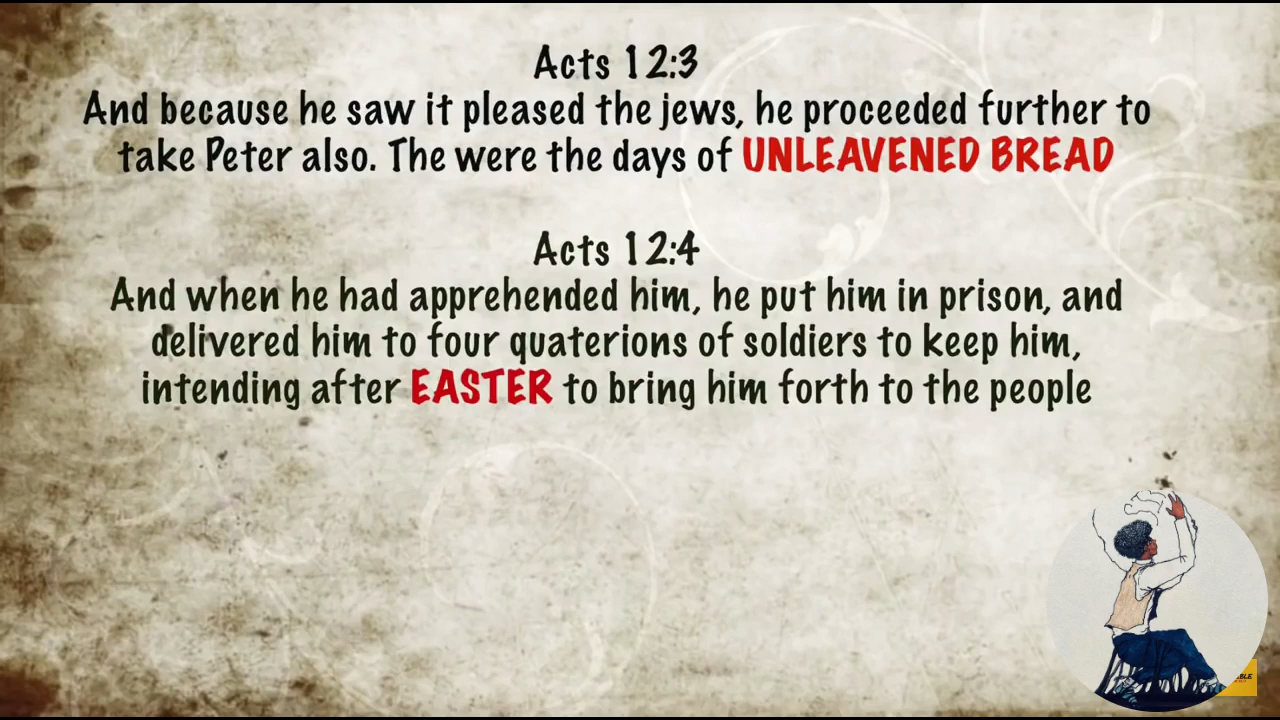 Acts 12:3
And because he saw it pleased the jews, he proceeded further to
take Peter also. The were the days of UNLEAVENED BREAD
Acts 12:4
And when he had apprehended him, he put him in prison, and
delivered him to four quaterions of soldiers to keep him,
intending after EASTER to bring him forth to the people